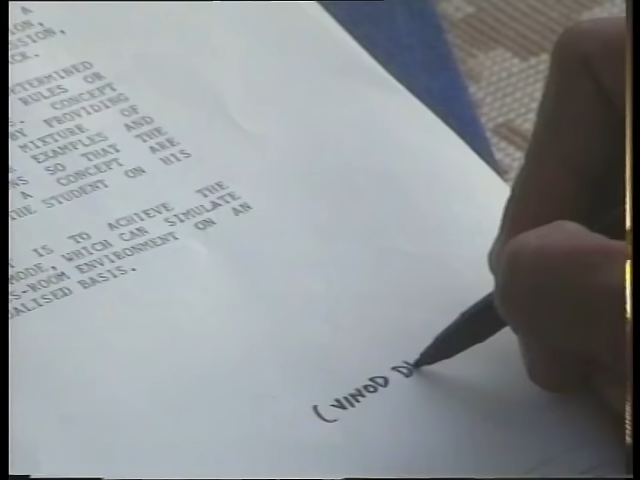 A
ION,
SSION,
CK.
ETERMINED
RULES OR
. CONCEPT
BY PROVIDING
MIXTURE OF
EXAMPLES AND
NS SO THAT THE
A CONCEPT ARE
THE STUDENT ON HIS
T IS TO ACHIEVE THE
MODE, WHICH CAN SIMULATE
S-ROOM ENVIRONMENT ON AN
ALISED BASIS.
(VINOD D